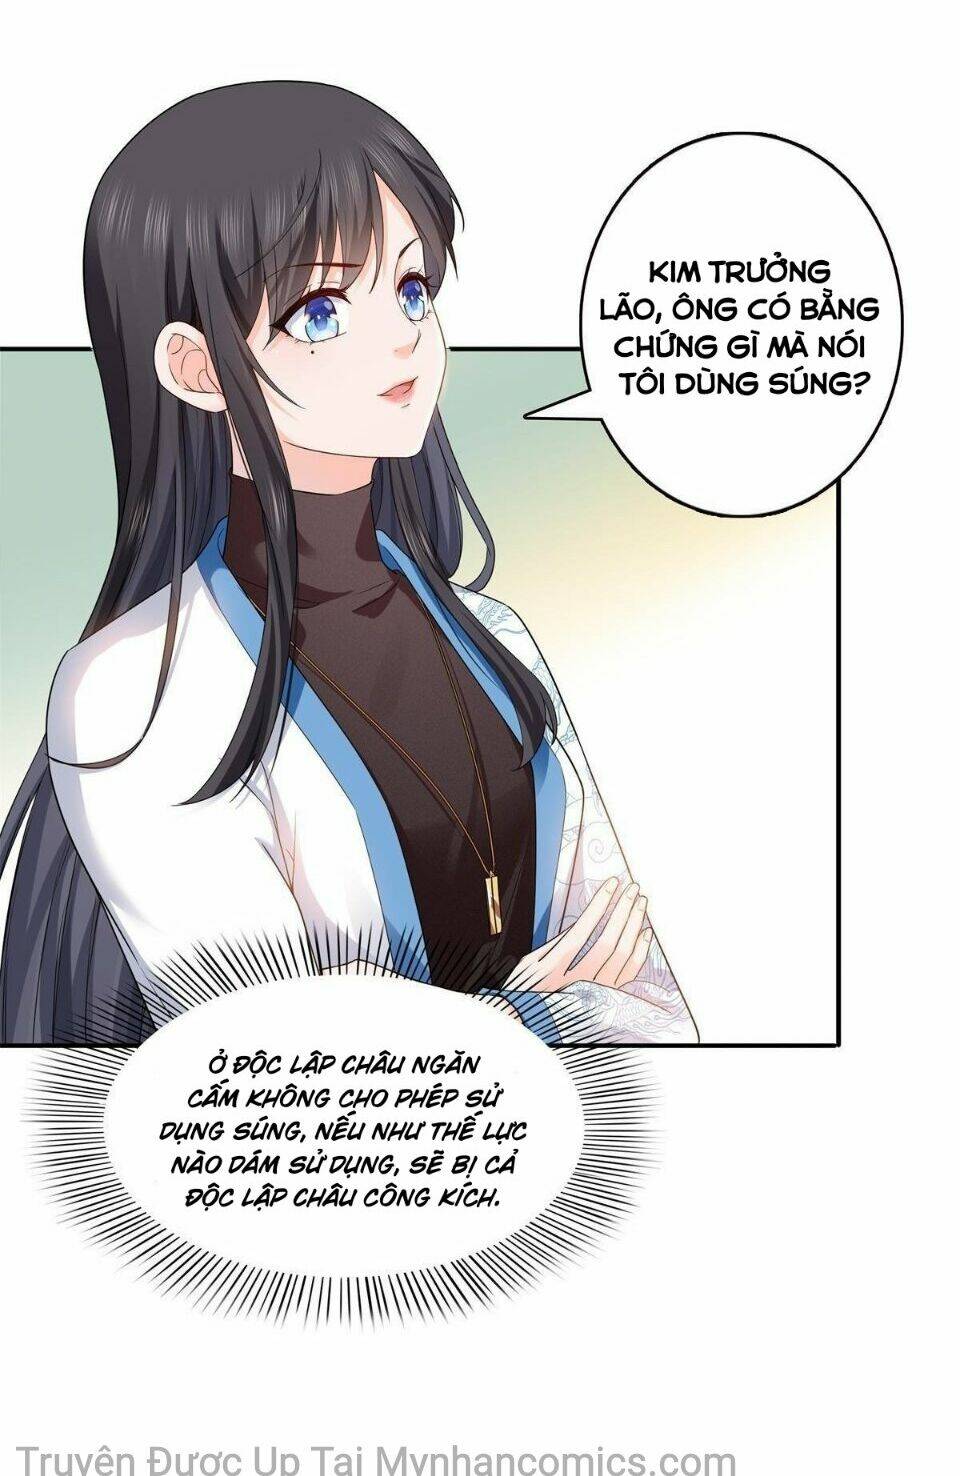 KIM TRƯỞNG
LÃO, ÔNG CÓ BẰNG
CHỨNG GÌ MÀ NÓI
TÔI DÙNG SÚNG?
Ở ĐỘC LẬP CHÂU NGĂN
CẤM KHÔNG CHO PHÉP SỬ
DỤNG SÚNG, NẾU NHƯ THẾ LỰC
NÀO DÁM SỬ DỤNG, SẼ BỊ CẢ
ĐỘC LẬP CHÂU CÔNG KÍCH.
Truyện Được Up Tại Mynhancomics.com